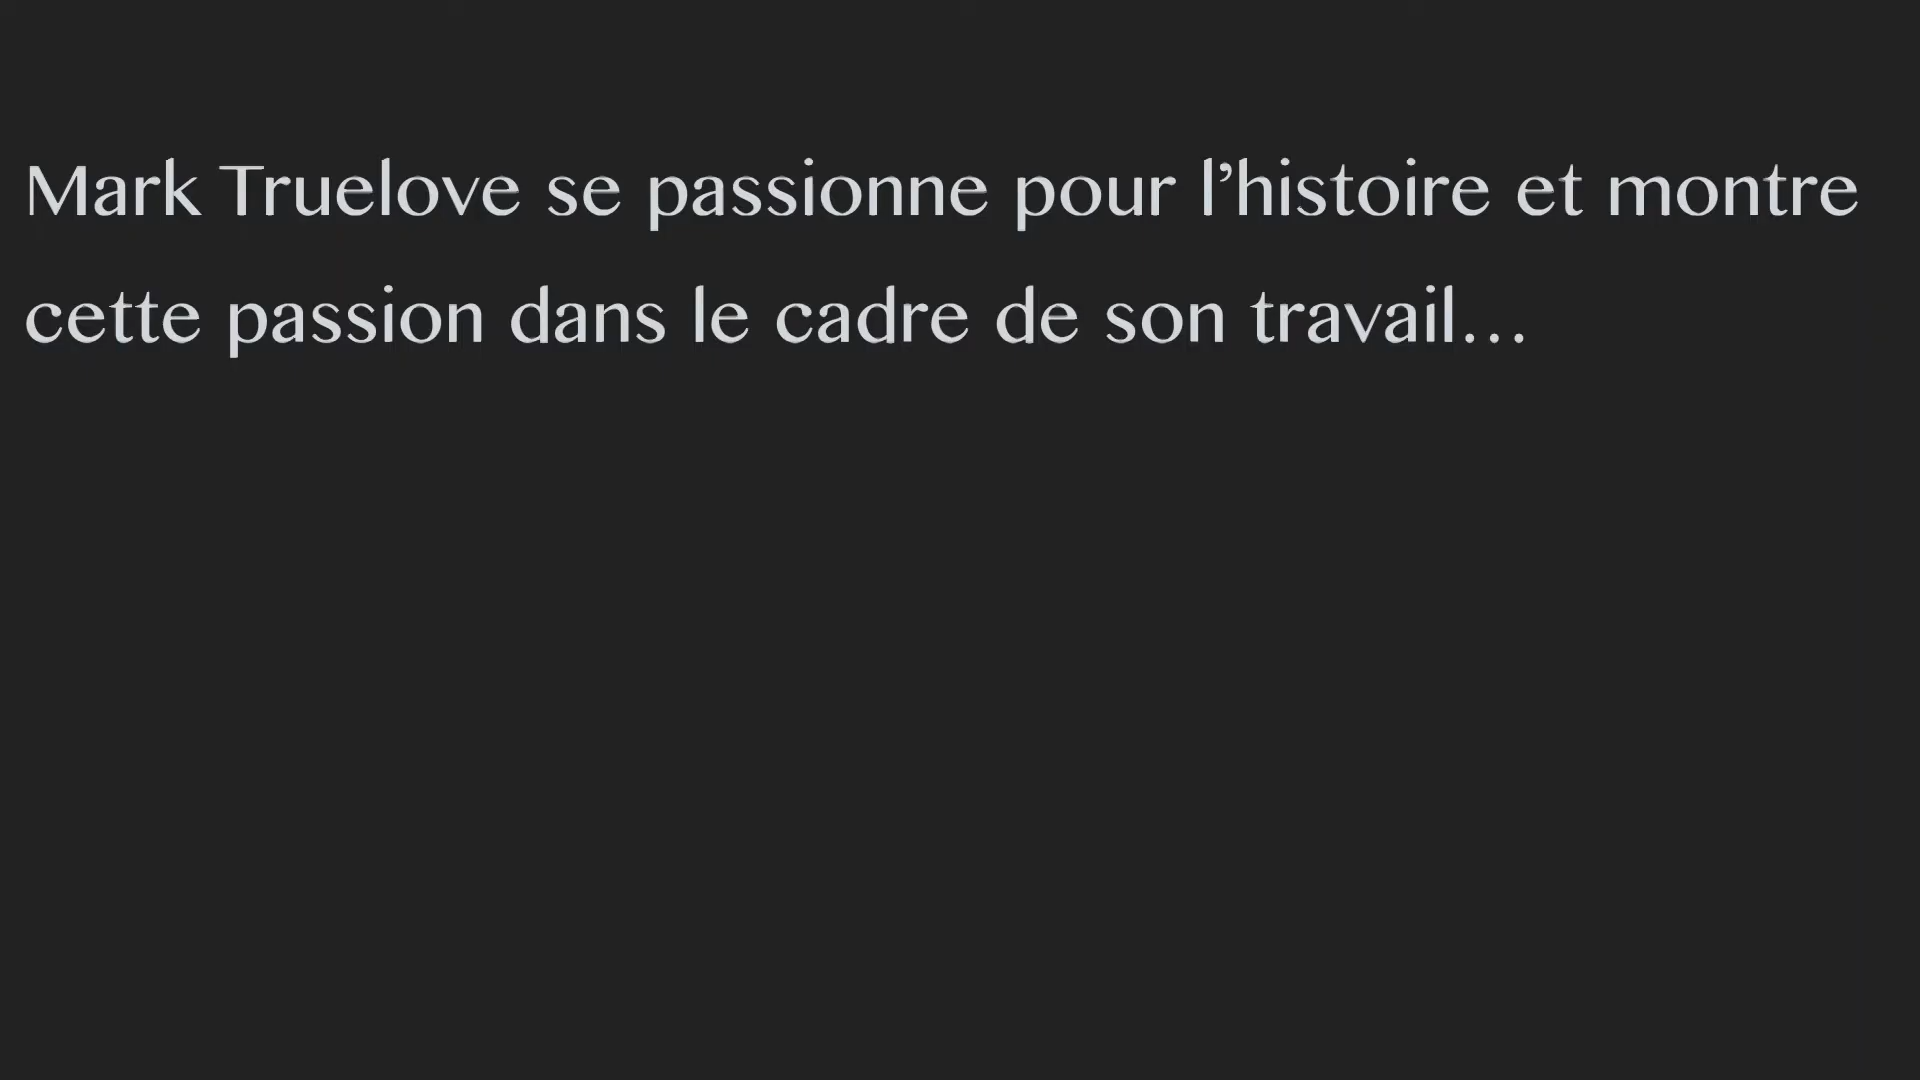 Mark Truelove se passionne pour l’histoire et montre
cette passion dans le cadre de son travail…